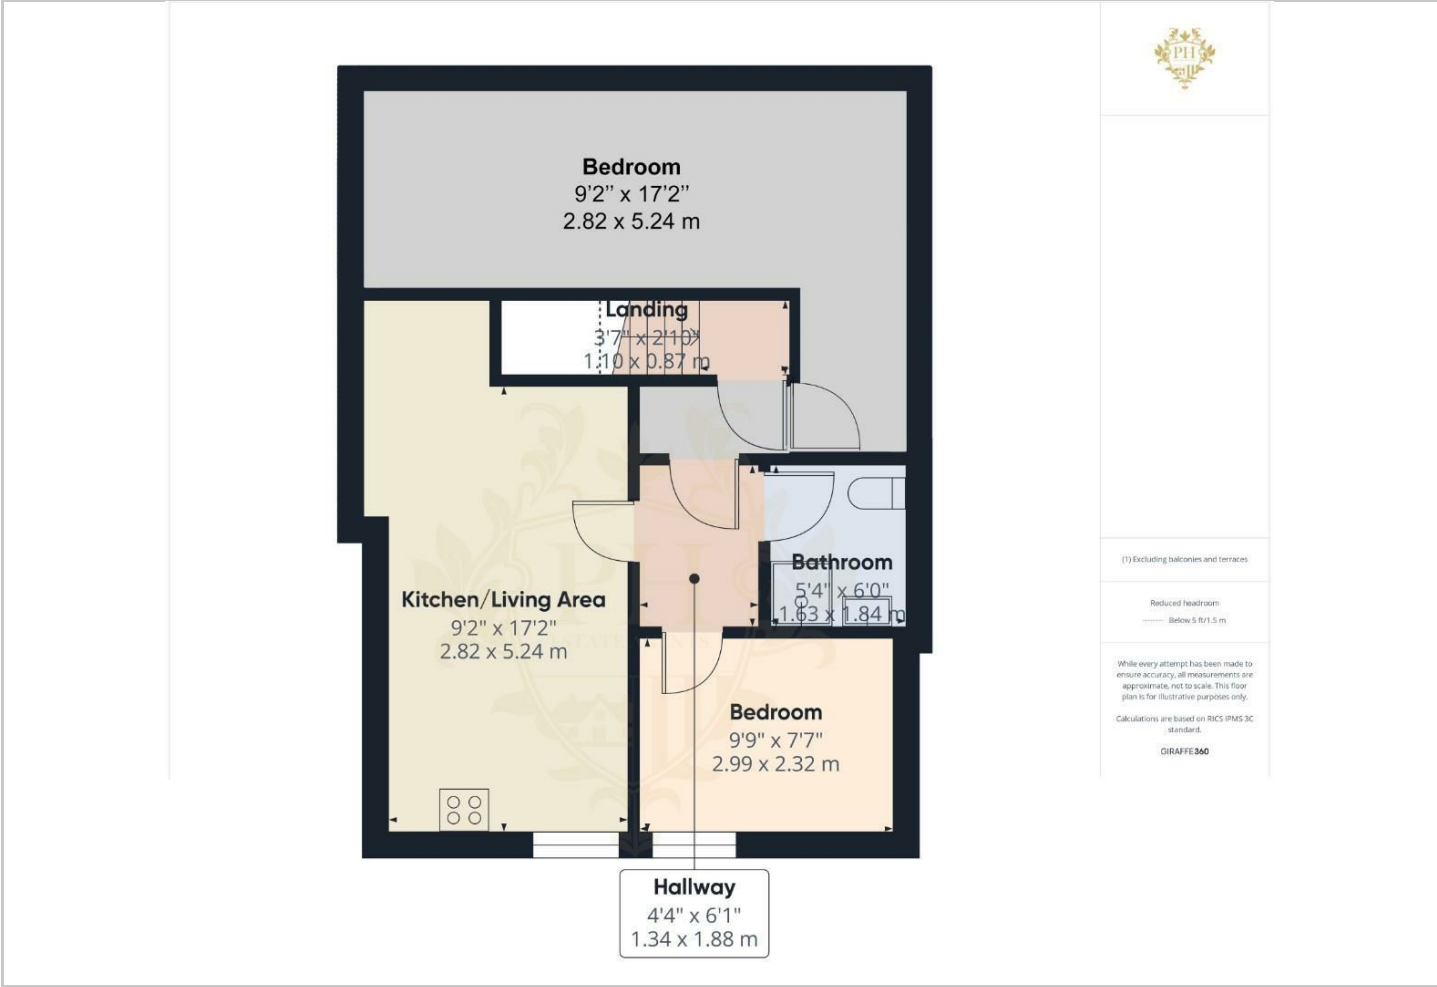 PH
Bedroom
9'2’’ x 17'2’’
2.82 x 5.24 m
Landing
3'7" x 2'10"
1.10 x 0.87 m
Kitchen/Living Area
9'2" x 17'2"
2.82 x 5.24 m
Bathroom
5'4" x 6'0"
1.63 x 1.84 m
Bedroom
9'9" x 7'7"
2.99 x 2.32 m
Hallway
4'4" x 6'1"
1.34 x 1.88 m
PH
(1) Excluding balconies and terraces
Reduced headroom
Below 5 ft/1.5 m
While every attempt has been made to
ensure accuracy, all measurements are
approximate, not to scale. This floor
plan is for illustrative purposes only.
Calculations are based on RICS IPMS 3C
standard.
GIRAFFE360